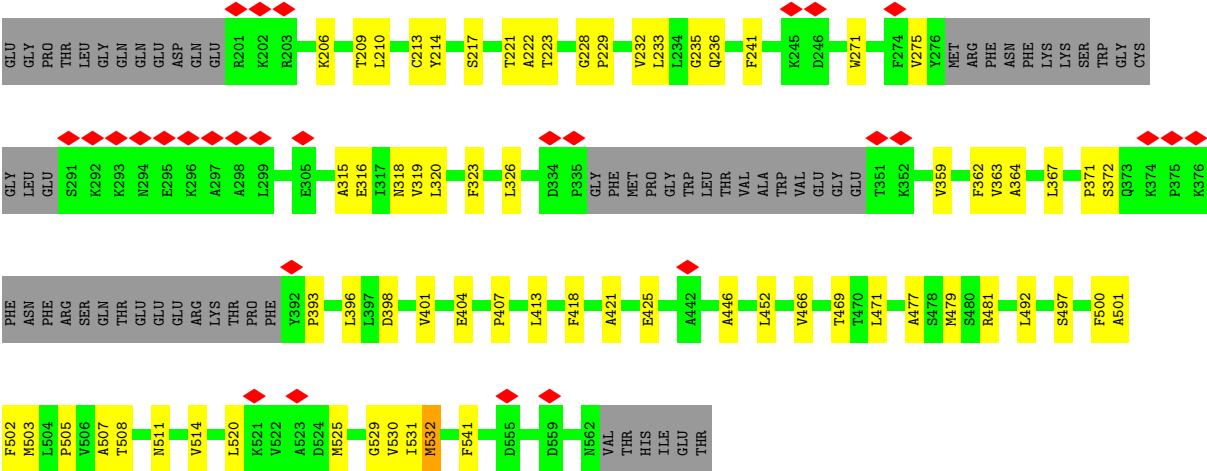 GLU GLY PRO THR LEU GLY GLN GLN GLU ASP GLN GLU R201 K202 R203 K206 T209 L210 C213 Y214 S217 T221 A222 T223 G228 P229 V232 L233 L234 G235 Q236 F241 K245 D246 W271 F274 V275 Y276 MET ARG PHE ASN PHE LYS LYS SER TRP GLY CYS
GLY LEU GLU S291 K292 K293 N294 E295 K296 A297 A298 L299 E305 A315 E316 I317 N318 V319 L320 F323 L326 D334 P335 GLY PHE MET PRO GLY TRP LEU THR VAL ALA TRP VAL GLU GLY GLU T351 K352 V359 F362 V363 A364 L367 P371 S372 Q373 K374 P375 K376
PHE ASN PHE ARG SER GLN THR GLU GLU GLU ARG LYS THR PRO PHE Y392 P393 L396 L397 D398 V401 E404 P407 L413 F418 A421 E425 A442 A446 L452 V466 T469 T470 L471 A477 S478 M479 S480 R481 L492 S497 F500 A501
F502 M503 L504 P505 V506 A507 T508 N511 V514 L520 K521 V522 A523 D524 M525 G529 V530 I531 M532 F541 D555 D559 N562 VAL THR HIS ILE GLU THR